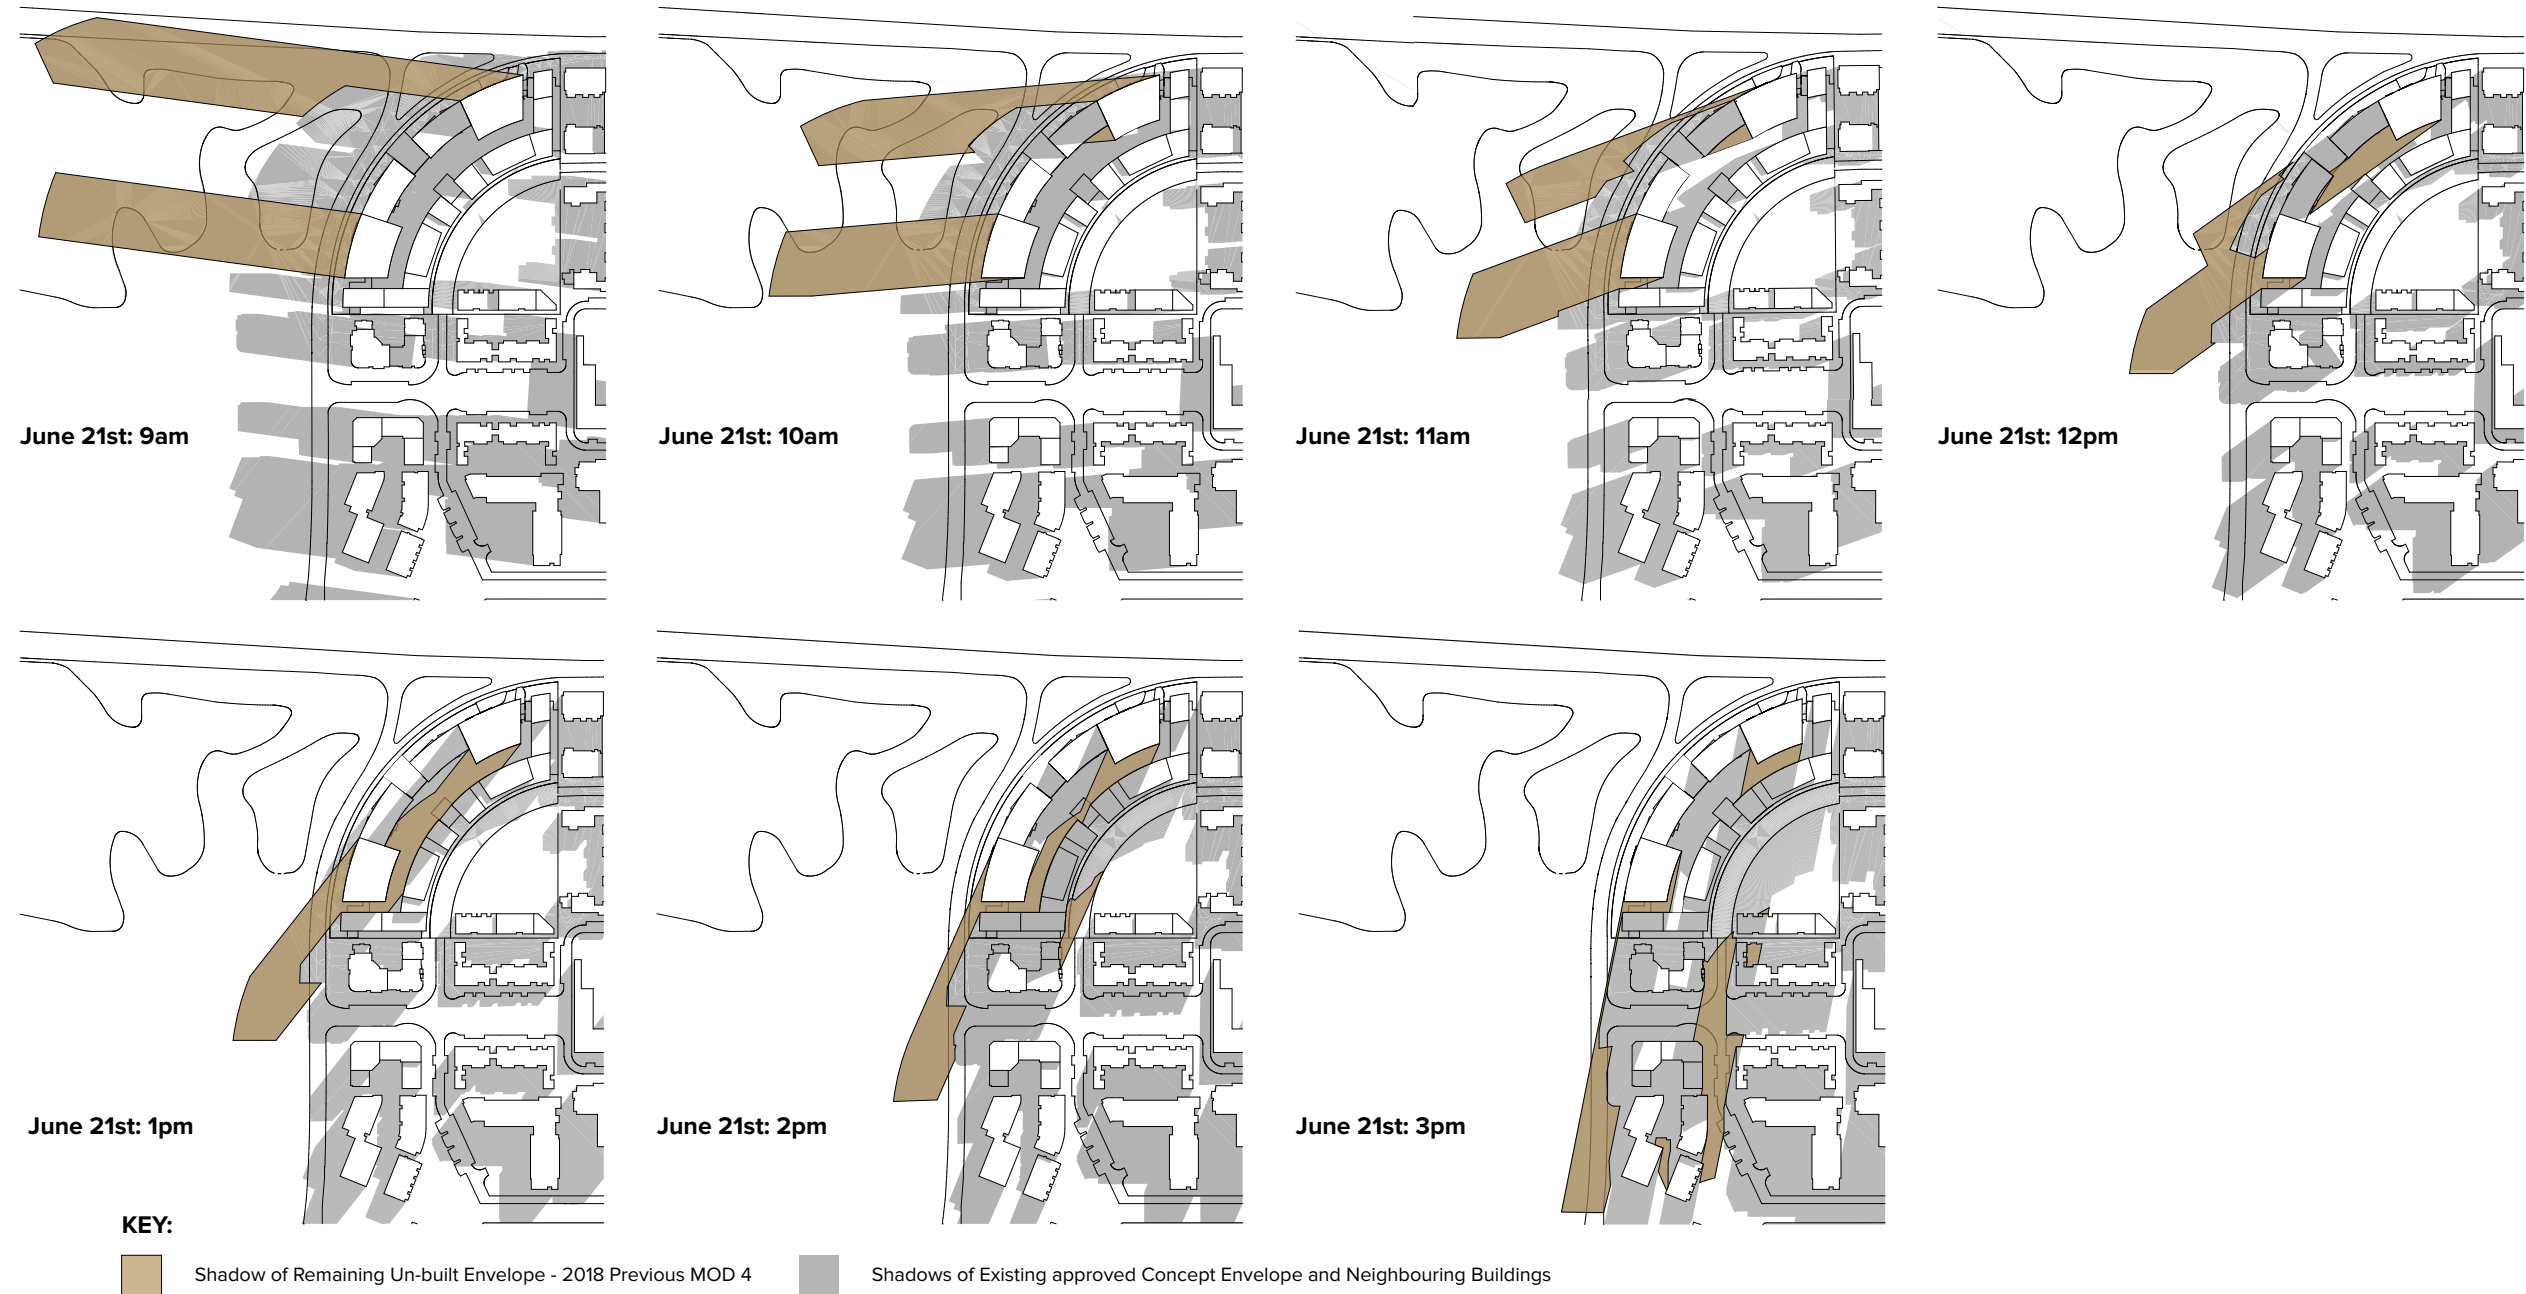 June 21st: 9am
June 21st: 10am
June 21st: 11am
June 21st: 12pm
June 21st: 1pm
June 21st: 2pm
June 21st: 3pm
KEY:
Shadow of Remaining Un-built Envelope - 2018 Previous MOD 4
Shadows of Existing approved Concept Envelope and Neighbouring Buildings